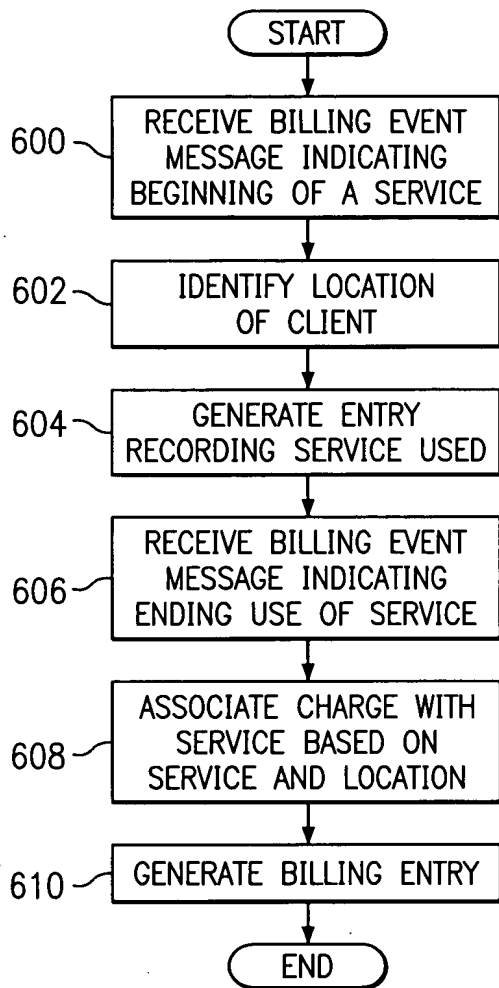 START
600
RECEIVE BILLING EVENT
MESSAGE INDICATING
BEGINNING OF A SERVICE
602
IDENTIFY LOCATION
OF CLIENT
604
GENERATE ENTRY
RECORDING SERVICE USED
606
RECEIVE BILLING EVENT
MESSAGE INDICATING
ENDING USE OF SERVICE
608
ASSOCIATE CHARGE WITH
SERVICE BASED ON
SERVICE AND LOCATION
610
GENERATE BILLING ENTRY
END